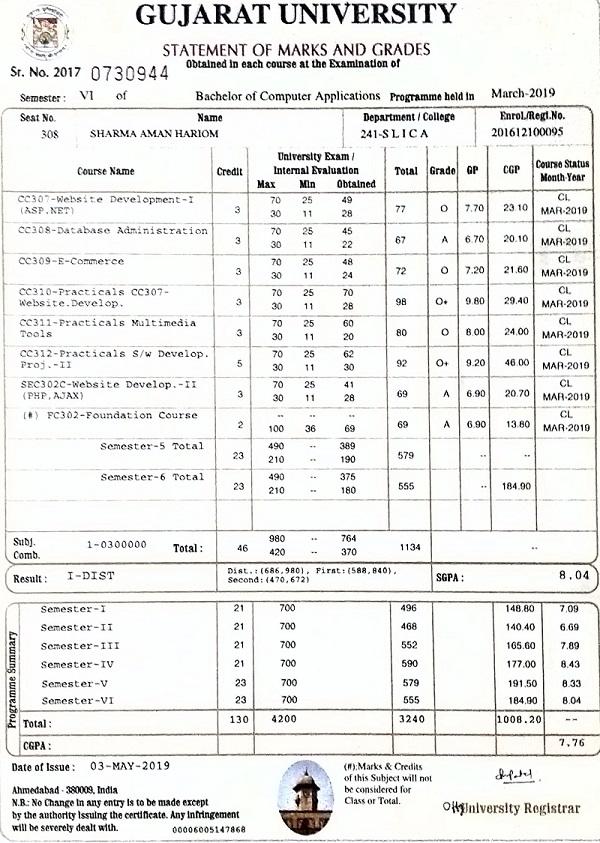 GUJARAT UNIVERSITY
STATEMENT OF MARKS AND GRADES
Obtained in each course at the Examination of
Sr. No. 2017 0730944
Semester : VI of Bachelor of Computer Applications Programme held in March-2019
Seat No. Name Department / College Enrol./Regi.No.
308 SHARMA AMAN HARIOM 241-S L I C A 201612100095
Course Name Credit University Exam / Internal Evaluation Total Grade GP CGP Course Status Month-Year
Max Min Obtained
CC307-Website Development-I (ASP.NET) 3 70 25 49 77 O 7.70 23.10 CL
30 11 28 MAR-2019
CC308-Database Administration 3 70 25 45 67 A 6.70 20.10 CL
30 11 22 MAR-2019
CC309-E-Commerce 3 70 25 48 72 O 7.20 21.60 CL
30 11 24 MAR-2019
CC310-Practicals CC307-Website.Develop. 3 70 25 70 98 O+ 9.80 29.40 CL
30 11 28 MAR-2019
CC311-Practicals Multimedia Tools 3 70 25 60 80 O 8.00 24.00 CL
30 11 20 MAR-2019
CC312-Practicals S/w Develop. Proj.-II 5 70 25 62 92 O+ 9.20 46.00 CL
30 11 30 MAR-2019
SEC302C-Website Develop.-II (PHP,AJAX) 3 70 25 41 69 A 6.90 20.70 CL
30 11 28 MAR-2019
(#) FC302-Foundation Course 2 -- -- -- 69 A 6.90 13.80 CL
100 36 69 MAR-2019
Semester-5 Total 23 490 -- 389 579 -- --
210 -- 190
Semester-6 Total 23 490 -- 375 555 -- 184.90
210 -- 180
Subj. Comb. 1-0300000 Total : 46 980 -- 764 1134 --
420 -- 370
Result : I-DIST Dist.:(686,980), First:(588,840), SGPA : 8.04
Second:(470,672)
Programme Summary
Semester-I 21 700 496 148.80 7.09
Semester-II 21 700 468 140.40 6.69
Semester-III 21 700 552 165.60 7.89
Semester-IV 21 700 590 177.00 8.43
Semester-V 23 700 579 191.50 8.33
Semester-VI 23 700 555 184.90 8.04
Total : 130 4200 3240 1008.20 --
CGPA : 7.76
Date of Issue : 03-MAY-2019
Ahmedabad - 380009, India
N.B.: No Change in any entry is to be made except
by the authority issuing the certificate. Any infringement
will be severely dealt with. 00006005147868
(#):Marks & Credits
of this Subject will not
be considered for
Class or Total.
University Registrar